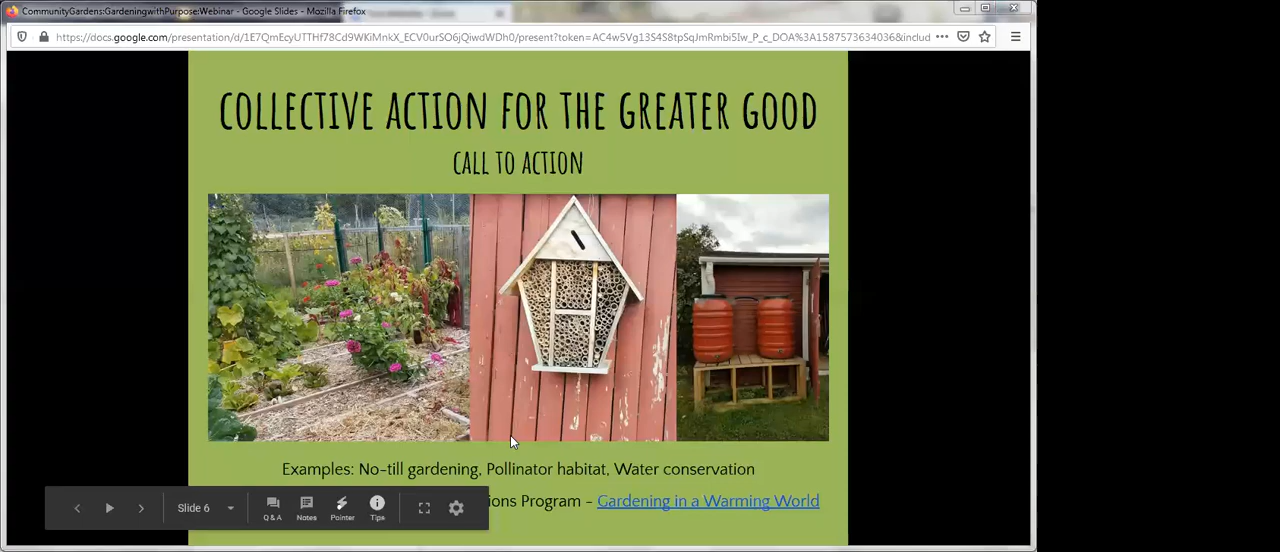 CommunityGardens:GardeningwithPurpose:Webinar - Google Slides - Mozilla Firefox
https://docs.google.com/presentation/d/1E7QmEcyUTTHf78Cd9WKiMnkX_ECV0urSO6jQiwdWDh0/present?token=AC4w5Vg13S4S8tpSqJmRmbi5Iw_P_c_DOA%3A1587573634036&includ
COLLECTIVE ACTION FOR THE GREATER GOOD
CALL TO ACTION
Examples: No-till gardening, Pollinator habitat, Water conservation
ions Program - Gardening in a Warming World
Slide 6
Q & A
Notes
Pointer
Tips